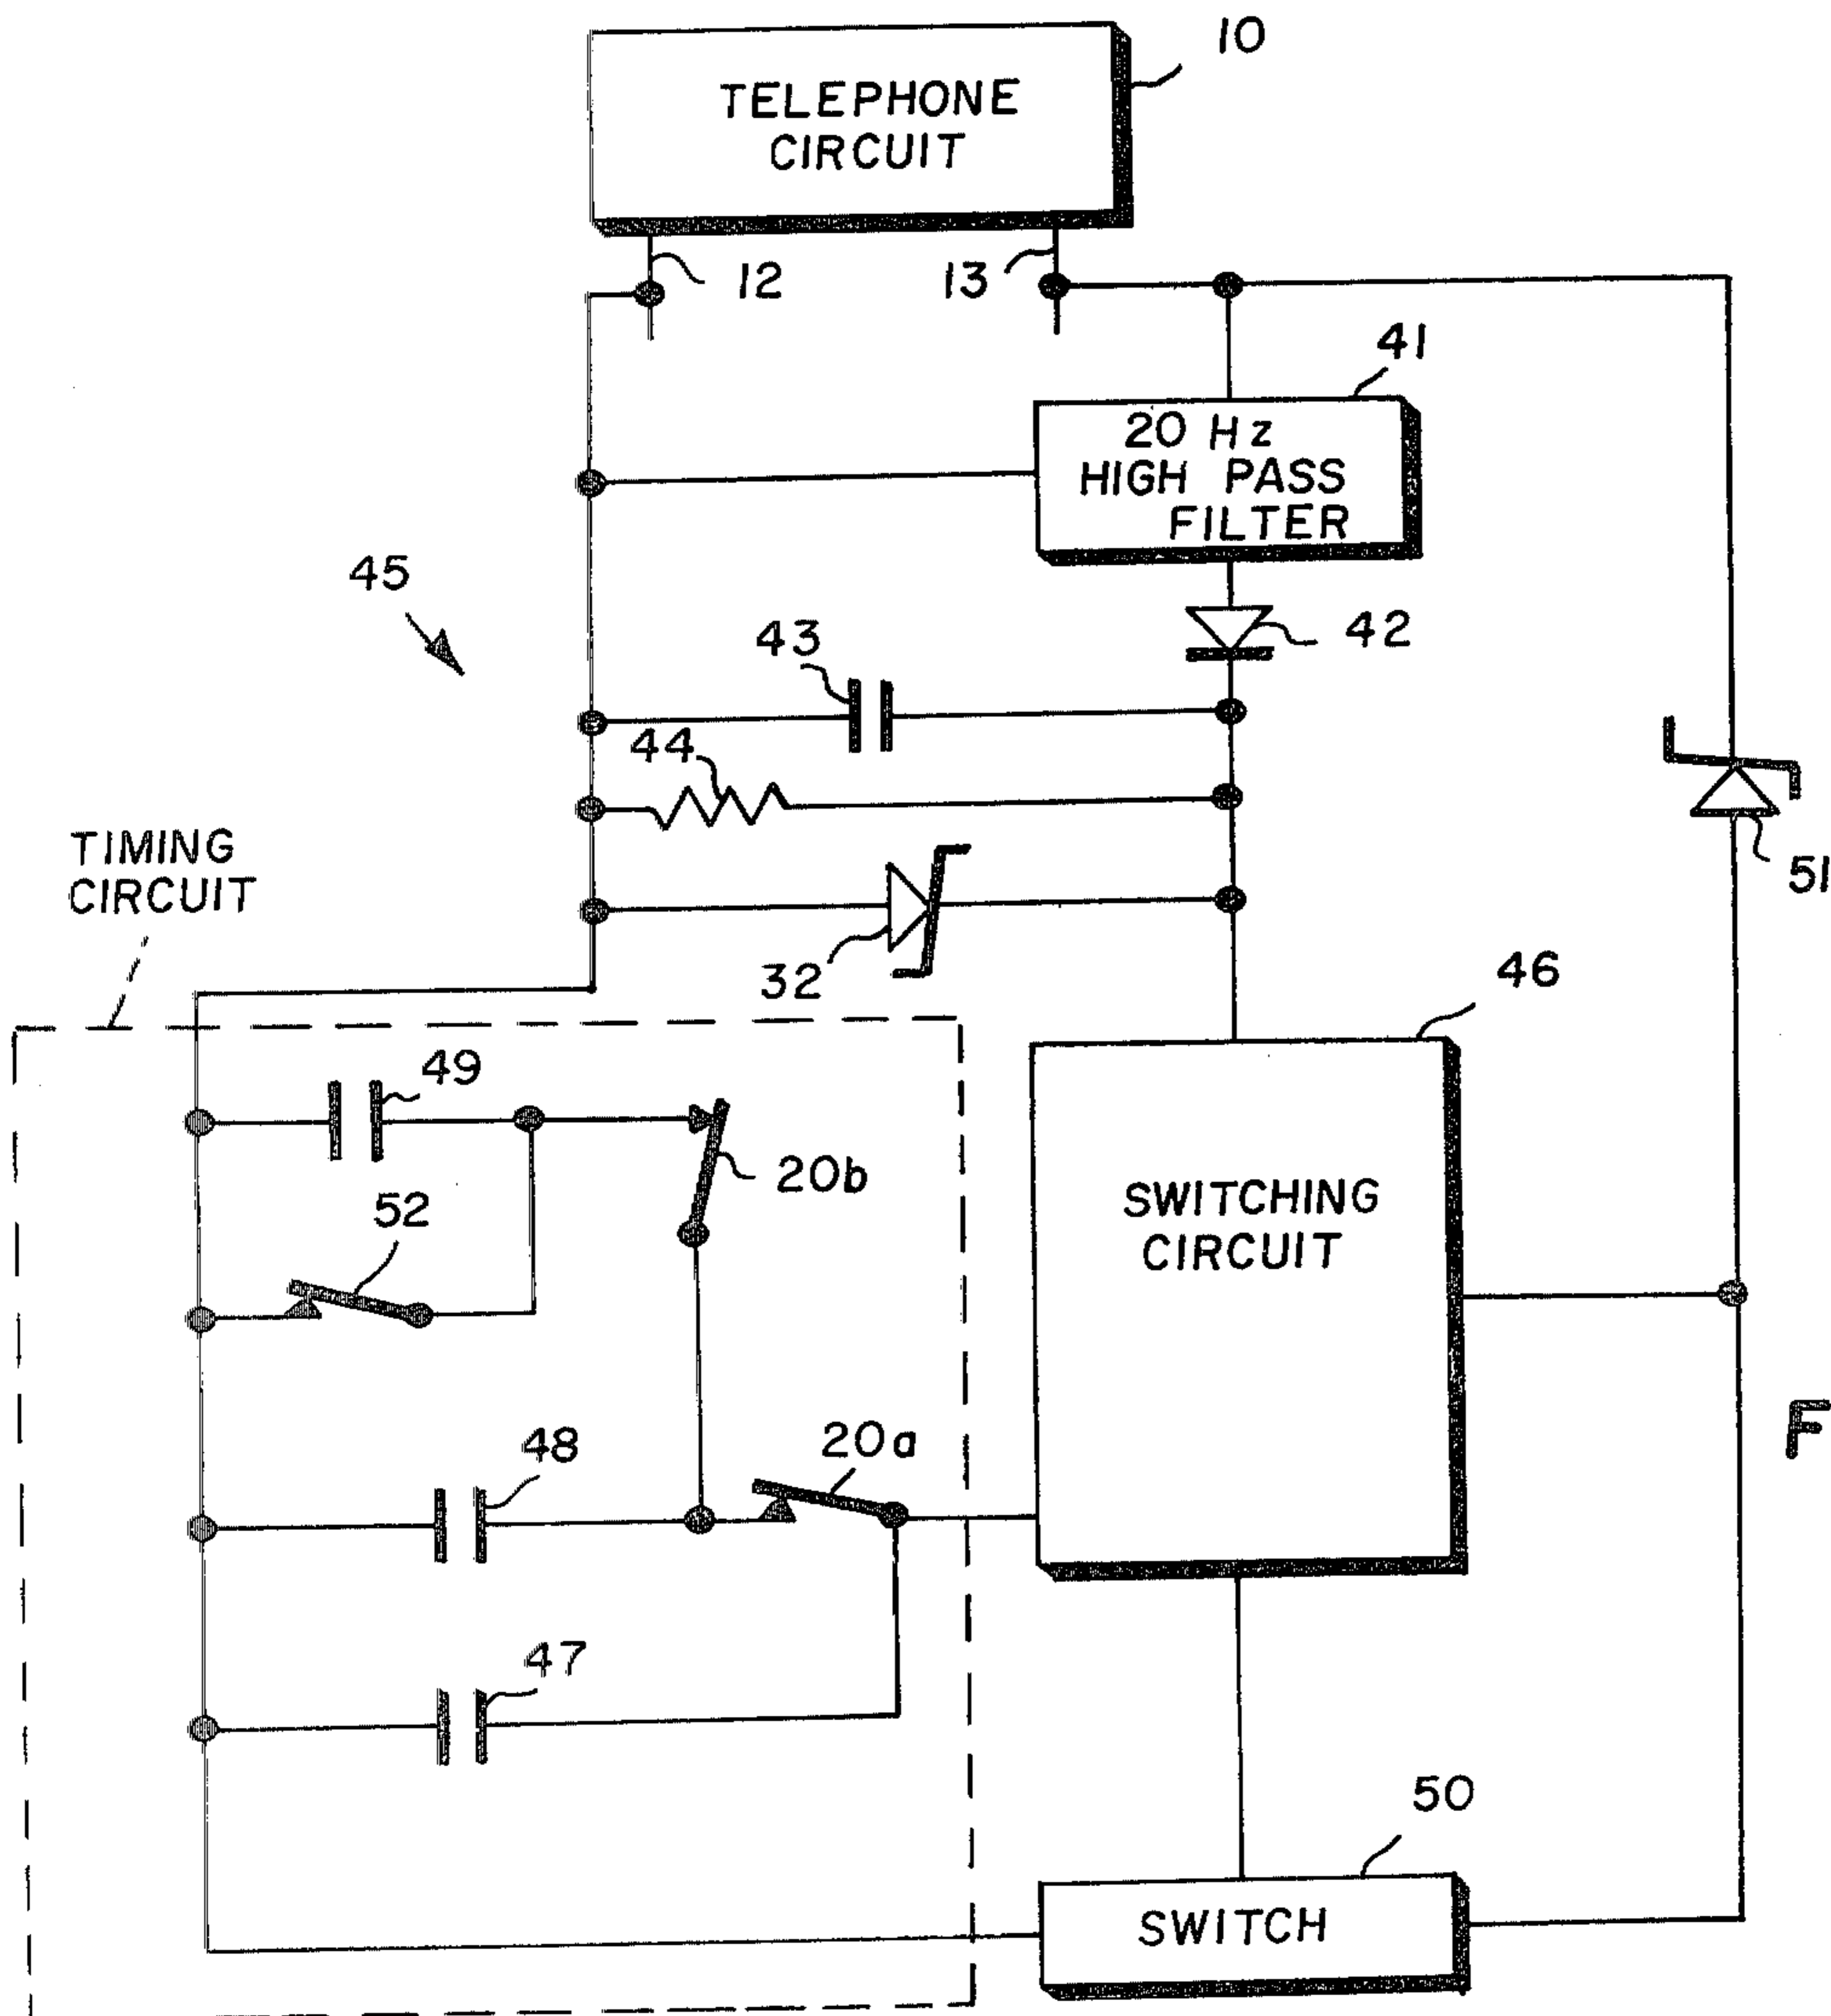 10
TELEPHONE
CIRCUIT
12
13
41
20 Hz
HIGH PASS
FILTER
45
43
42
44
TIMING
CIRCUIT
51
32
46
49
20b
52
SWITCHING
CIRCUIT
48
20a
F
47
50
SWITCH